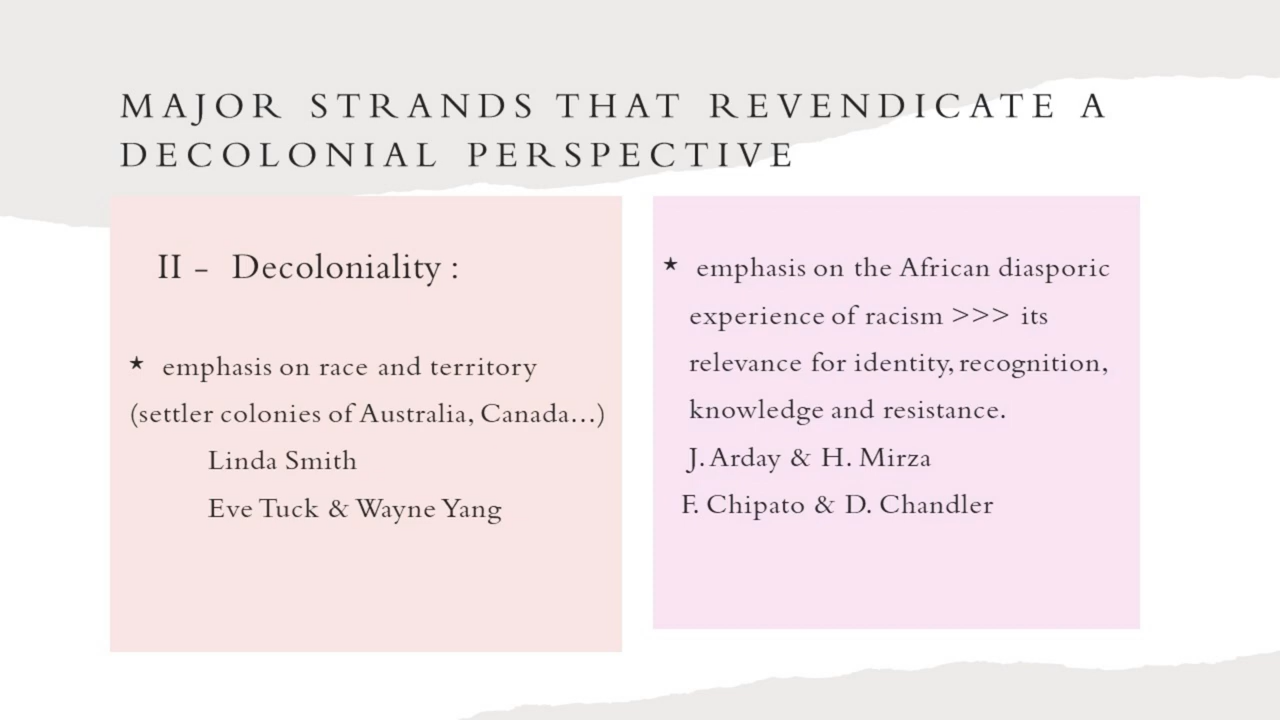 MAJOR STRANDS THAT REVENDICATE A
DECOLONIAL PERSPECTIVE
II - Decoloniality :
★ emphasis on race and territory
(settler colonies of Australia, Canada…)
Linda Smith
Eve Tuck & Wayne Yang
★ emphasis on the African diasporic
experience of racism >>> its
relevance for identity, recognition,
knowledge and resistance.
J. Arday & H. Mirza
F. Chipato & D. Chandler